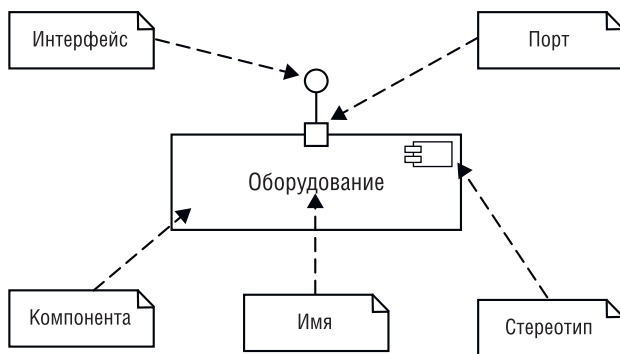 Интерфейс
Порт
Оборудование
Компонента
Имя
Стереотип